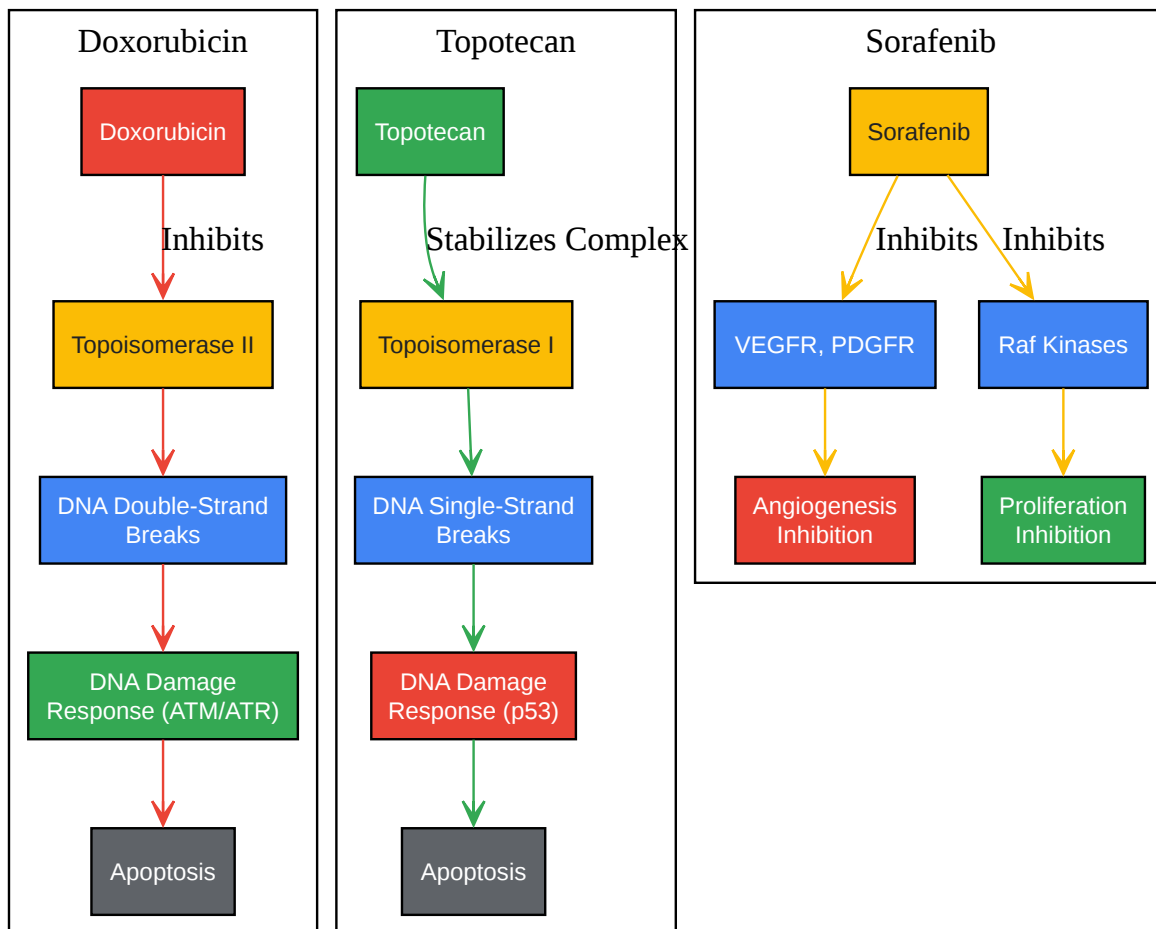 Doxorubicin
Doxorubicin
Inhibits
Topoisomerase II
DNA Double-Strand
Breaks
DNA Damage
Response (ATM/ATR)
Apoptosis
Topotecan
Topotecan
Stabilizes Complex
Topoisomerase I
DNA Single-Strand
Breaks
DNA Damage
Response (p53)
Apoptosis
Sorafenib
Sorafenib
Inhibits
Inhibits
VEGFR, PDGFR
Raf Kinases
Angiogenesis
Inhibition
Proliferation
Inhibition